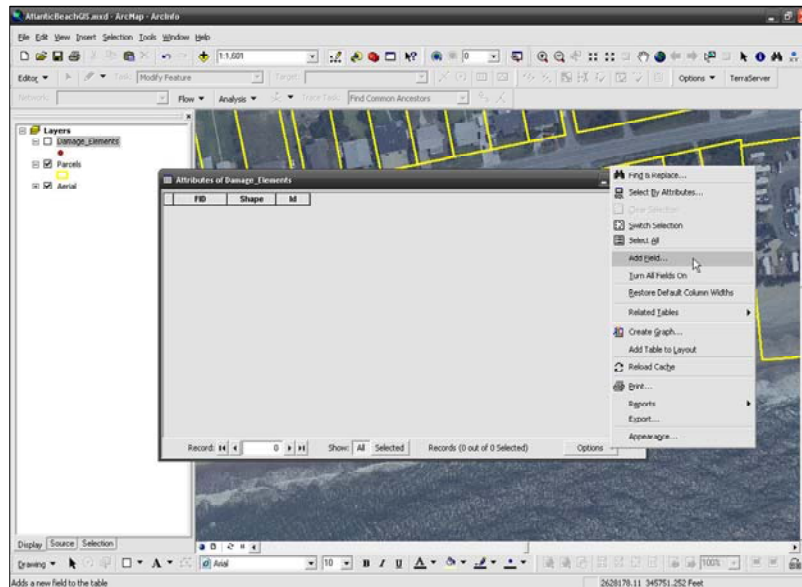 AtlanticBeachGIS.mxd - ArcMap - ArcInfo
File Edit View Insert Selection Tools Window Help
1:1,601
0
Editor Task: Modify Feature Target: Options TerraServer
Network: Flow Analysis Trace Task: Find Common Ancestors
Layers
Damage_Elements
Parcels
Aerial
Attributes of Damage_Elements
FID Shape Id
Find & Replace...
Select By Attributes...
Clear Selection
Switch Selection
Select All
Add Field...
Turn All Fields On
Restore Default Column Widths
Related Tables
Create Graph...
Add Table to Layout
Reload Cache
Print...
Reports
Export...
Appearance...
Record: 0 Show: All Selected Records (0 out of 0 Selected) Options
Display Source Selection
Drawing A Arial 10 B I U A 100%
Adds a new field to the table 2628178.11 345751.252 Feet